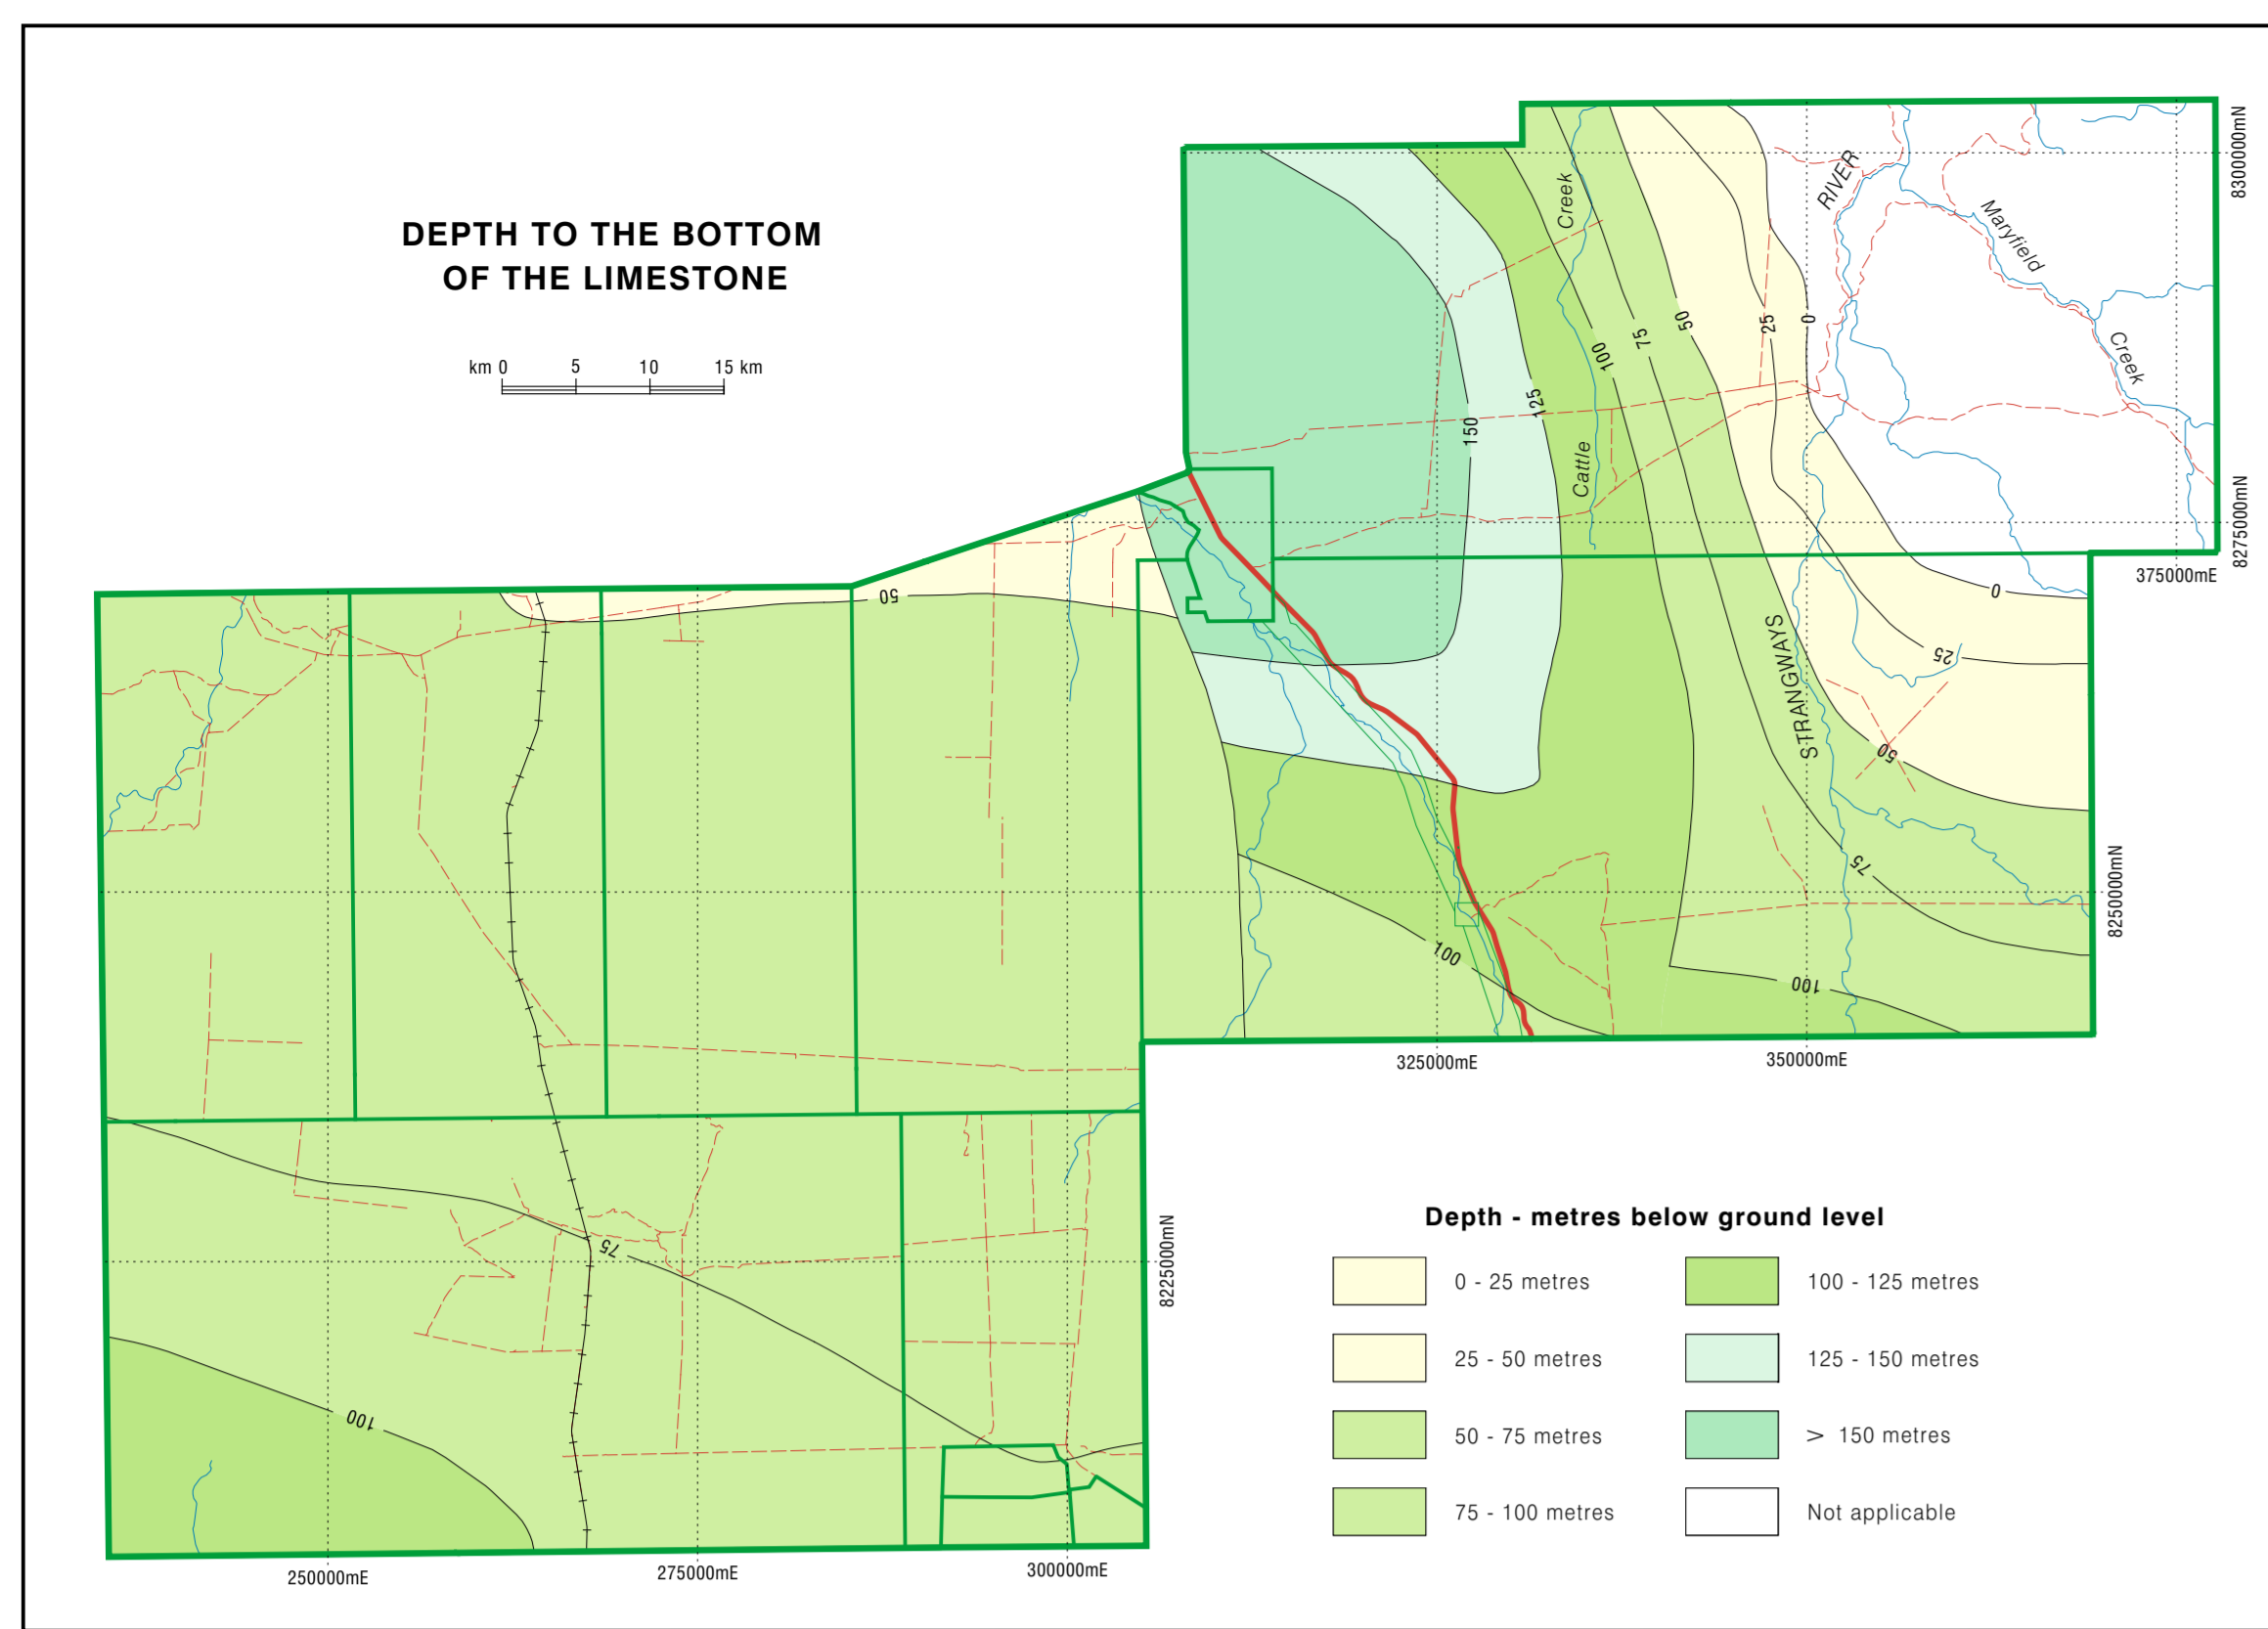 DEPTH TO THE BOTTOM
OF THE LIMESTONE
km 0 5 10 15 km
8300000mN
RIVER
Creek
Maryfield
Creek
100
75
50
25
0
125
150
Cattle
8275000mN
375000mE
50
0
25
STRANGWAYS
50
75
8250000mN
100
100
325000mE
350000mE
75
8225000mN
100
250000mE
275000mE
300000mE
Depth - metres below ground level
0 - 25 metres
100 - 125 metres
25 - 50 metres
125 - 150 metres
50 - 75 metres
> 150 metres
75 - 100 metres
Not applicable